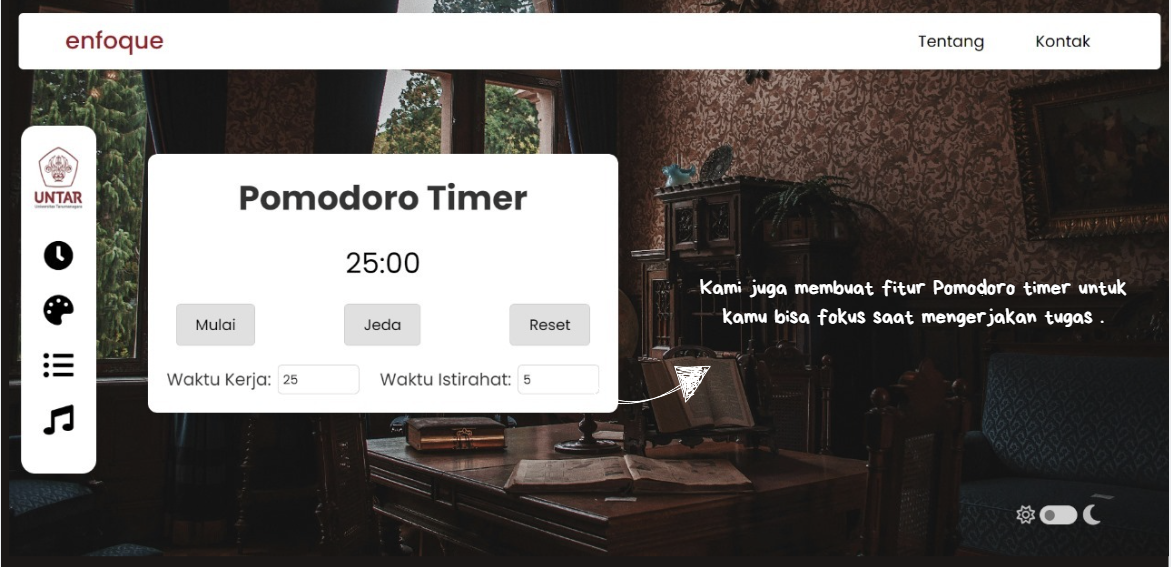 enfoque
Tentang
Kontak
UNTAR
Universitas Tarumanagara
Pomodoro Timer
25:00
Mulai
Jeda
Reset
Waktu Kerja: 25
Waktu Istirahat: 5
Kami juga membuat fitur Pomodoro timer untuk
kamu bisa fokus saat mengerjakan tugas .